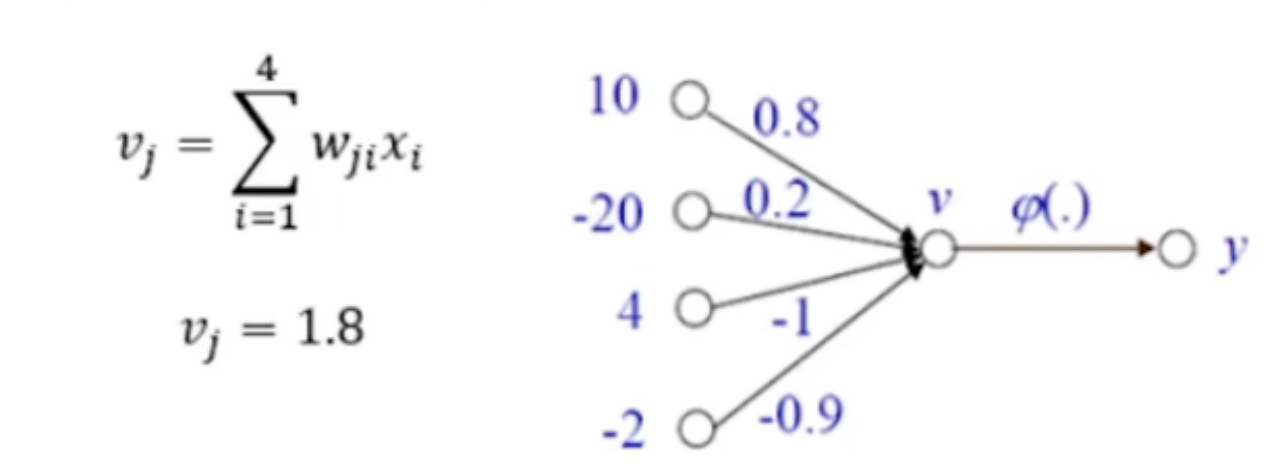 v_j = \sum_{i=1}^{4} w_{ji} x_i
v_j = 1.8
10
0.8
-20
0.2
v
φ(.)
y
4
-1
-2
-0.9